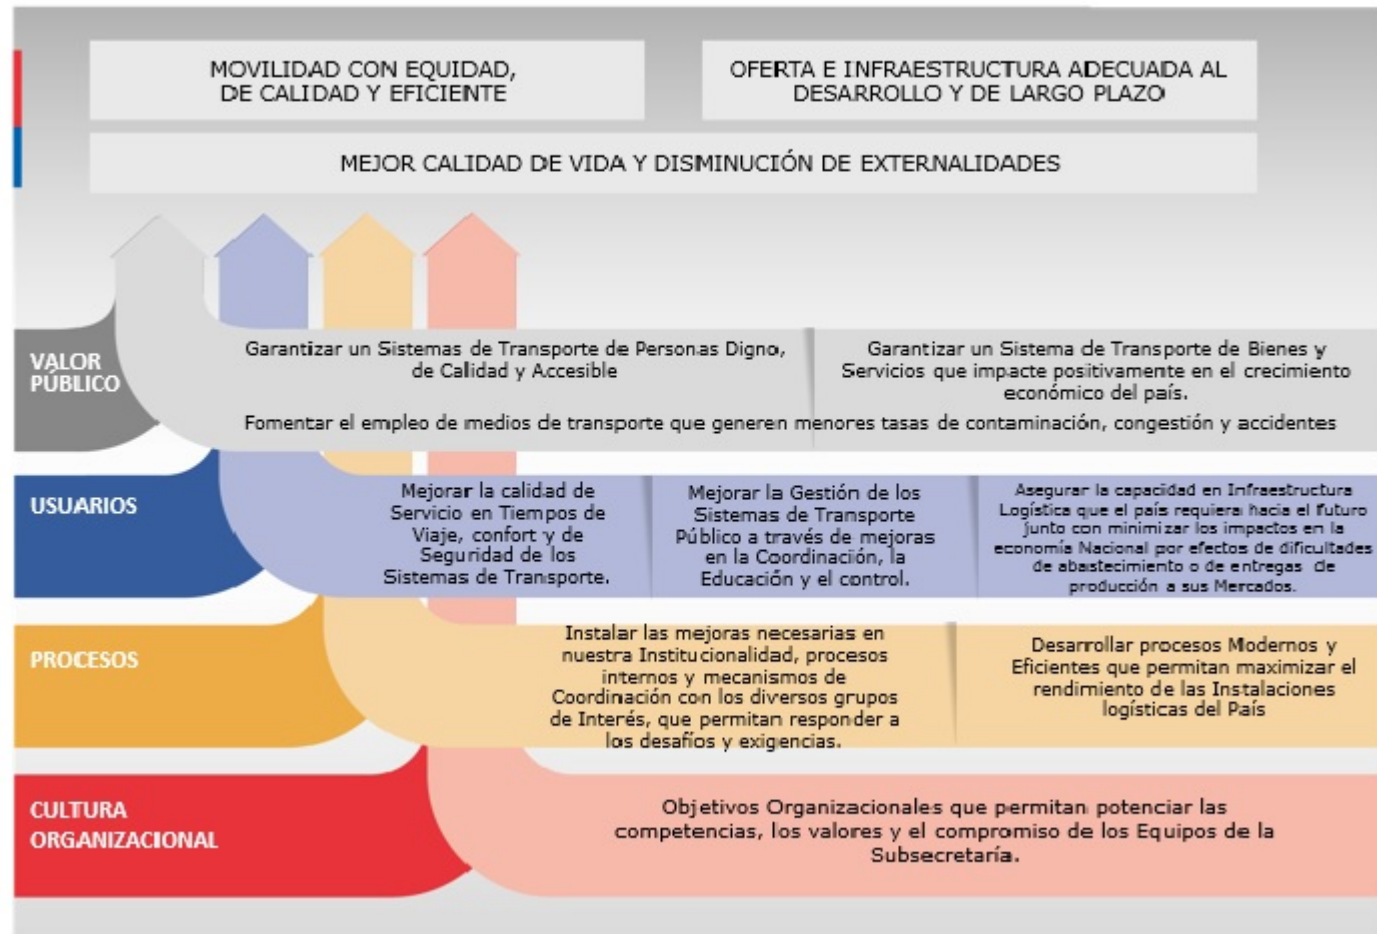 MOVILIDAD CON EQUIDAD,
DE CALIDAD Y EFICIENTE
OFERTA E INFRAESTRUCTURA ADECUADA AL
DESARROLLO Y DE LARGO PLAZO
MEJOR CALIDAD DE VIDA Y DISMINUCIÓN DE EXTERNALIDADES
VALOR
PÚBLICO
Garantizar un Sistemas de Transporte de Personas Digno,
de Calidad y Accesible
Garantizar un Sistema de Transporte de Bienes y
Servicios que impacte positivamente en el crecimiento
económico del país.
Fomentar el empleo de medios de transporte que generen menores tasas de contaminación, congestión y accidentes
USUARIOS
Mejorar la calidad de
Servicio en Tiempos de
Viaje, confort y de
Seguridad de los
Sistemas de Transporte.
Mejorar la Gestión de los
Sistemas de Transporte
Público a través de mejoras
en la Coordinación, la
Educación y el control.
Asegurar la capacidad en Infraestructura
Logística que el país requiera hacia el futuro
junto con minimizar los impactos en la
economía Nacional por efectos de dificultades
de abastecimiento o de entregas de
producción a sus Mercados.
PROCESOS
Instalar las mejoras necesarias en
nuestra Institucionalidad, procesos
internos y mecanismos de
Coordinación con los diversos grupos
de Interés, que permitan responder a
los desafíos y exigencias.
Desarrollar procesos Modernos y
Eficientes que permitan maximizar el
rendimiento de las Instalaciones
logísticas del País
CULTURA
ORGANIZACIONAL
Objetivos Organizacionales que permitan potenciar las
competencias, los valores y el compromiso de los Equipos de la
Subsecretaría.